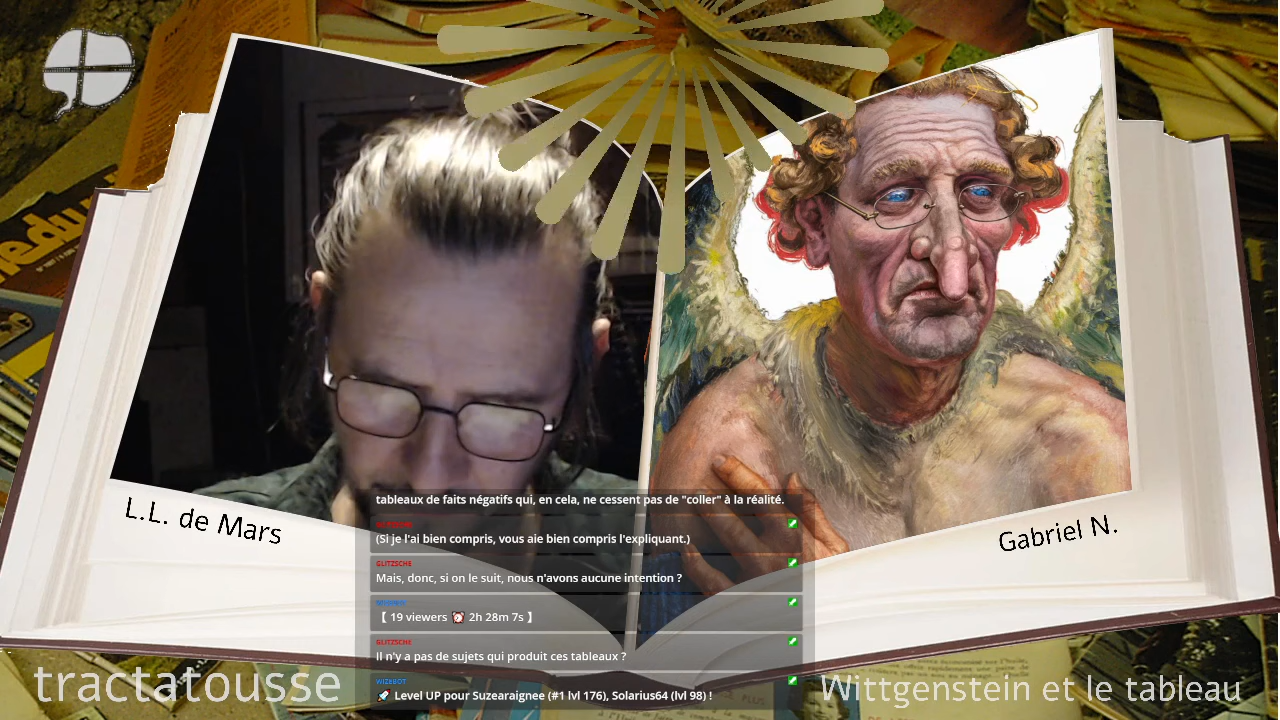 L.L. de Mars
Gabriel N.
tableaux de faits négatifs qui, en cela, ne cessent pas de "coller" à la réalité.
GLITZSCHE
(Si je l'ai bien compris, vous aie bien compris l'expliquant.)
GLITZSCHE
Mais, donc, si on le suit, nous n'avons aucune intention ?
【 19 viewers ⏰ 2h 28m 7s 】
GLITZSCHE
Il n'y a pas de sujets qui produit ces tableaux ?
WIZEBOT
🚀 Level UP pour Suzearaignee (#1 lvl 176), Solarius64 (lvl 98) !
tractatousse
Wittgenstein et le tableau